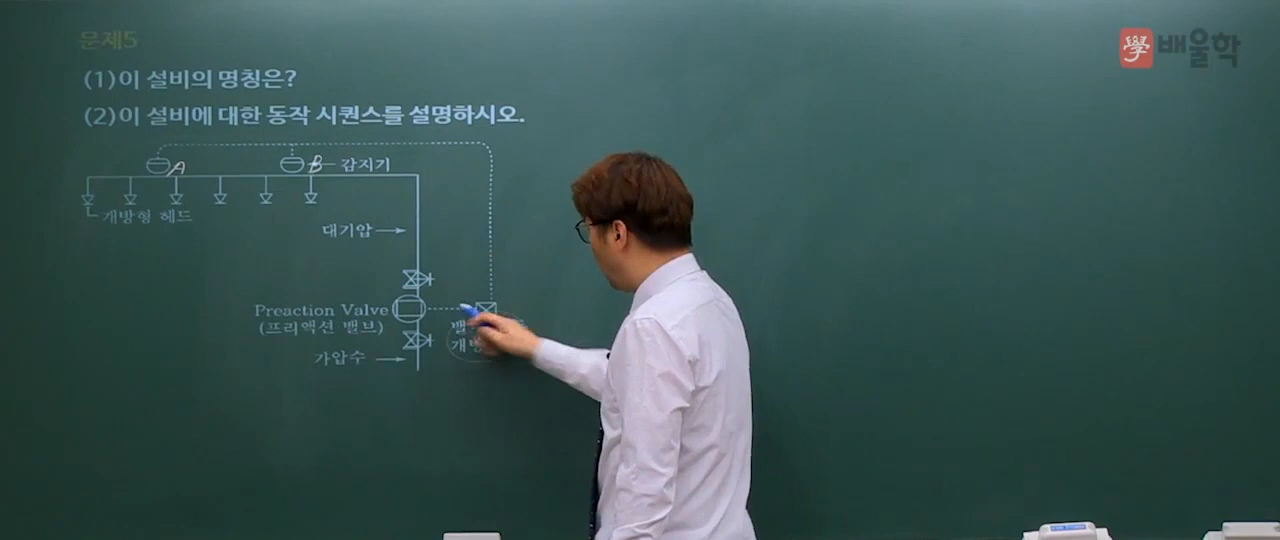 문제5
學 배울학
(1)이 설비의 명칭은?
(2)이 설비에 대한 동작 시퀀스를 설명하시오.
A
B
감지기
개방형 헤드
대기압
Preaction Valve
(프리액션 밸브)
가압수